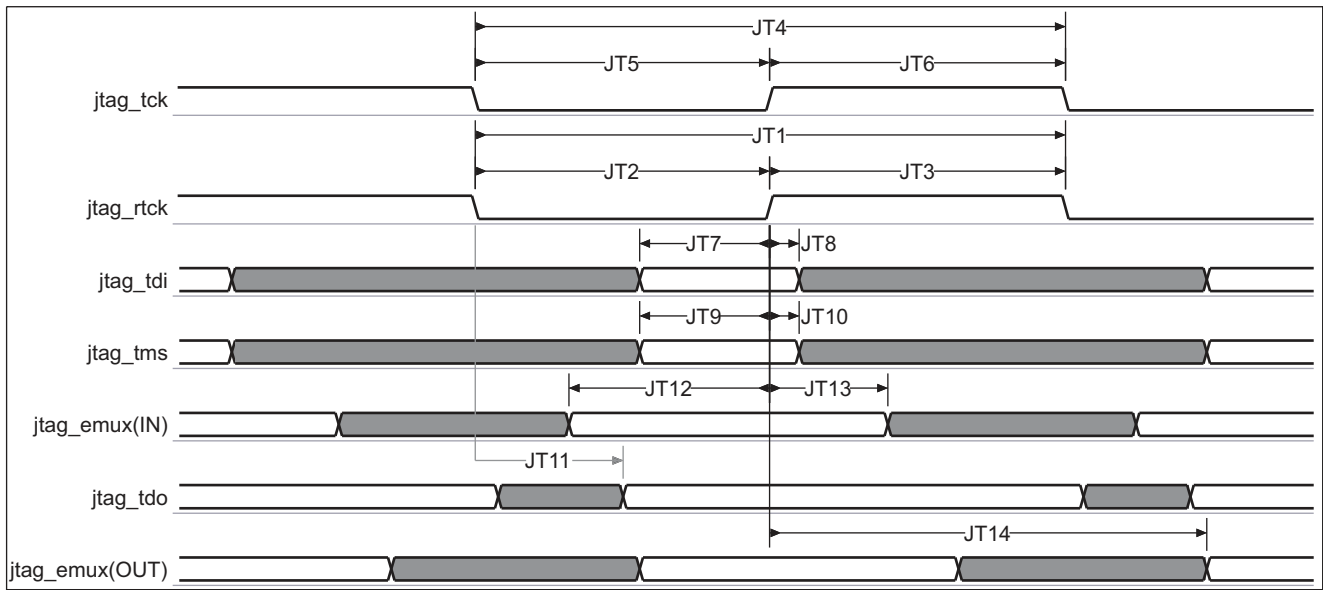 JT4
JT5 JT6
jtag_tck
JT1
JT2 JT3
jtag_rtck
JT7 JT8
jtag_tdi
JT9 JT10
jtag_tms
JT12 JT13
jtag_emux(IN)
JT11
jtag_tdo
JT14
jtag_emux(OUT)